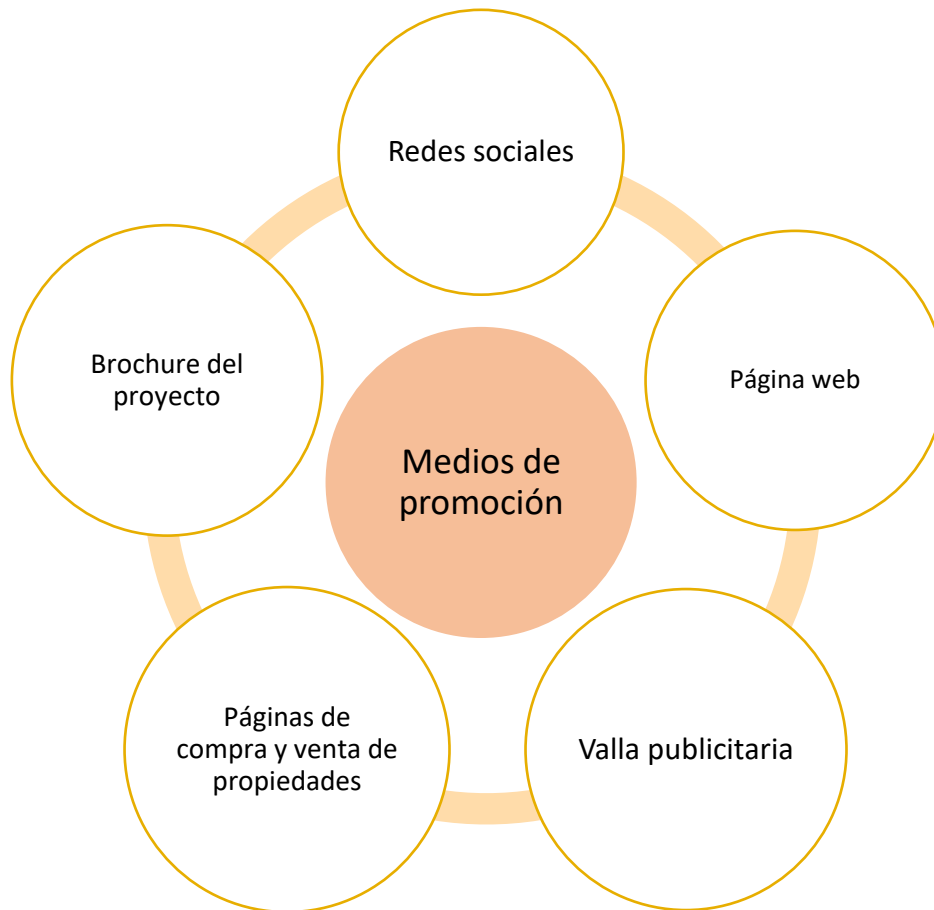 Redes sociales
Brochure del
proyecto
Página web
Medios de
promoción
Páginas de
compra y venta de
propiedades
Valla publicitaria